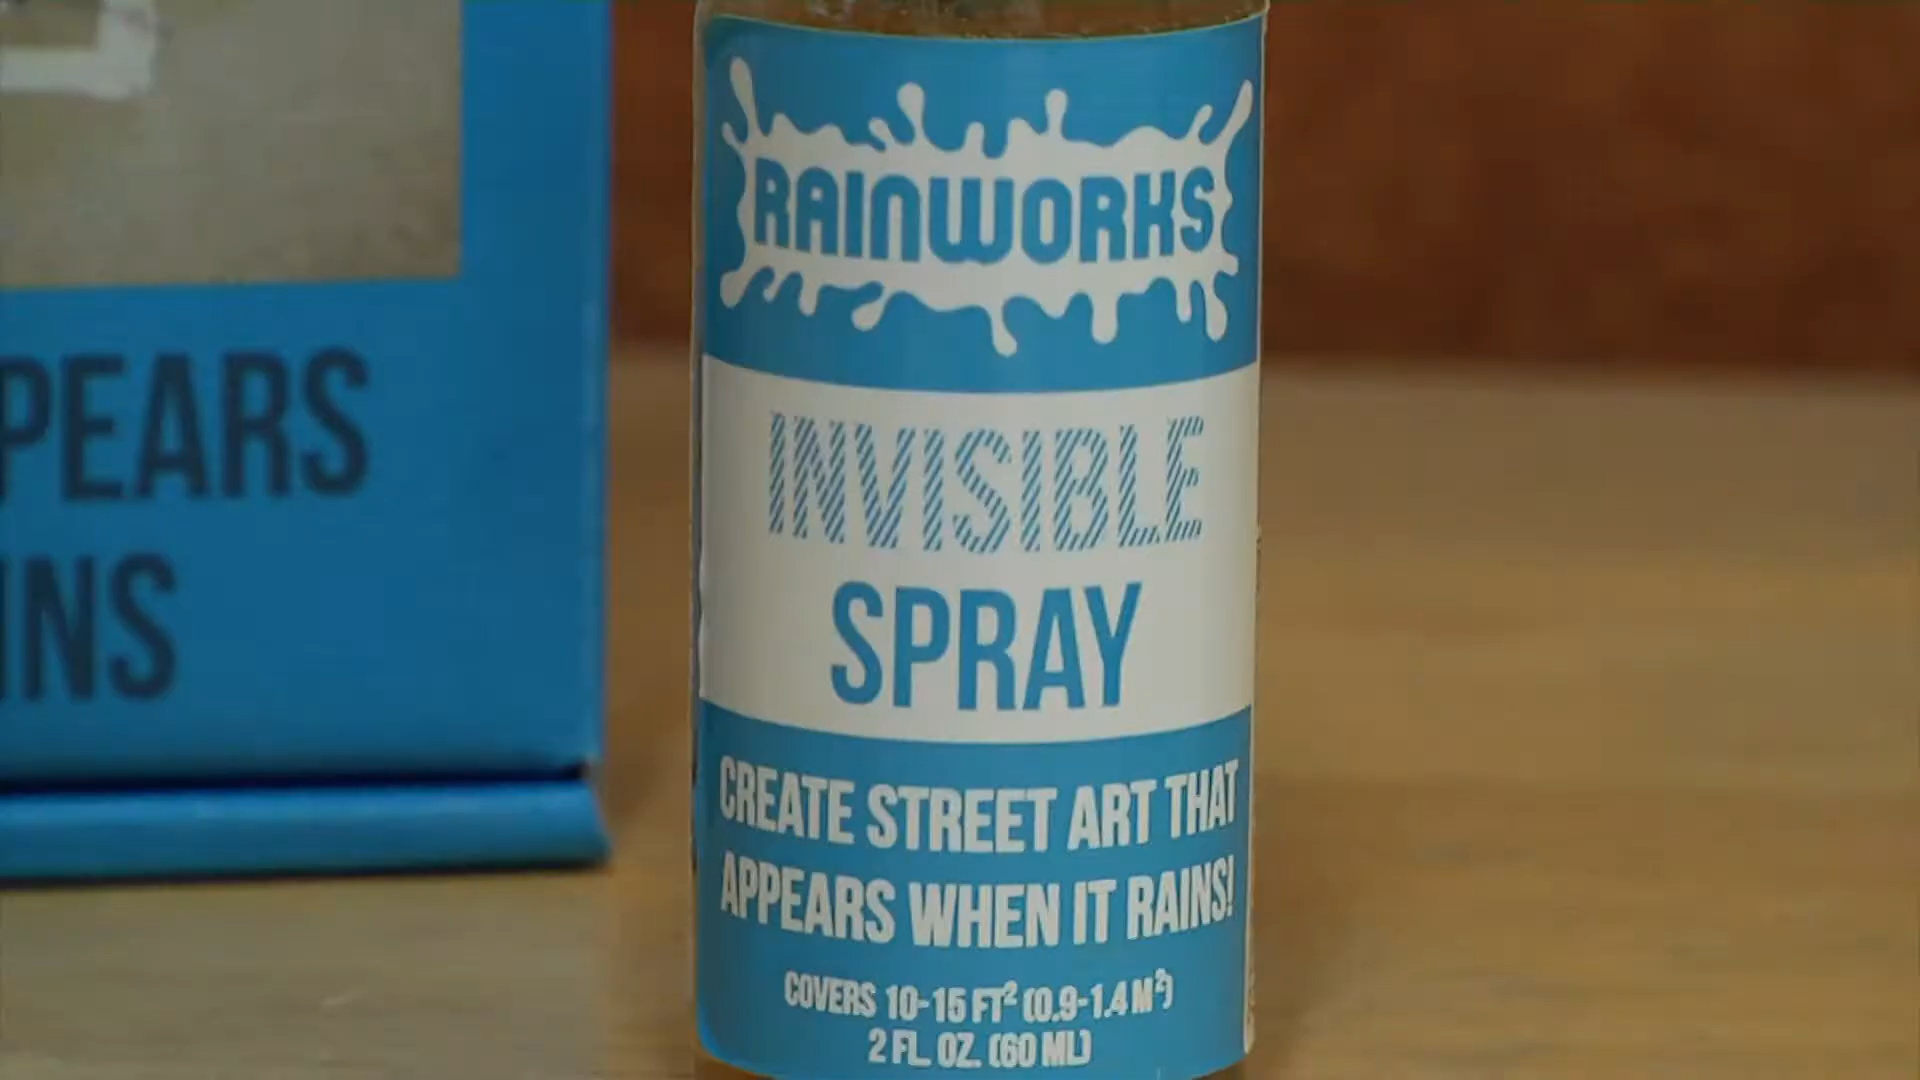 PEARS
INS
RAINWORKS
INVISIBLE
SPRAY
CREATE STREET ART THAT
APPEARS WHEN IT RAINS!
COVERS 10-15 FT² (0.9-1.4 M²)
2 FL. OZ. (60 ML)